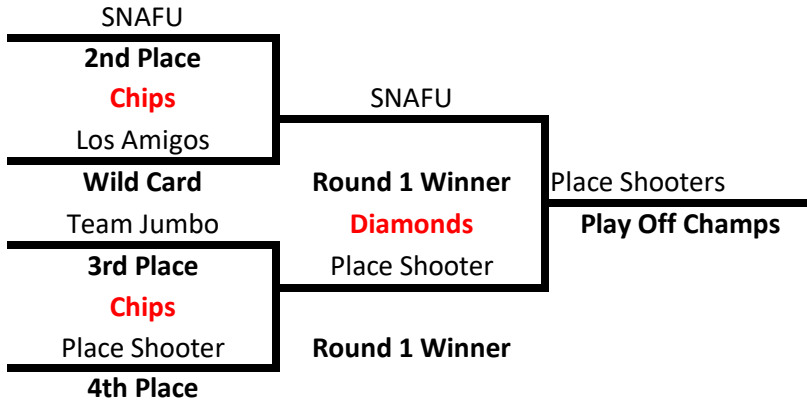 SNAFU
2nd Place
Chips
SNAFU
Los Amigos
Wild Card
Round 1 Winner
Place Shooters
Team Jumbo
Diamonds
Play Off Champs
3rd Place
Place Shooter
Chips
Place Shooter
Round 1 Winner
4th Place